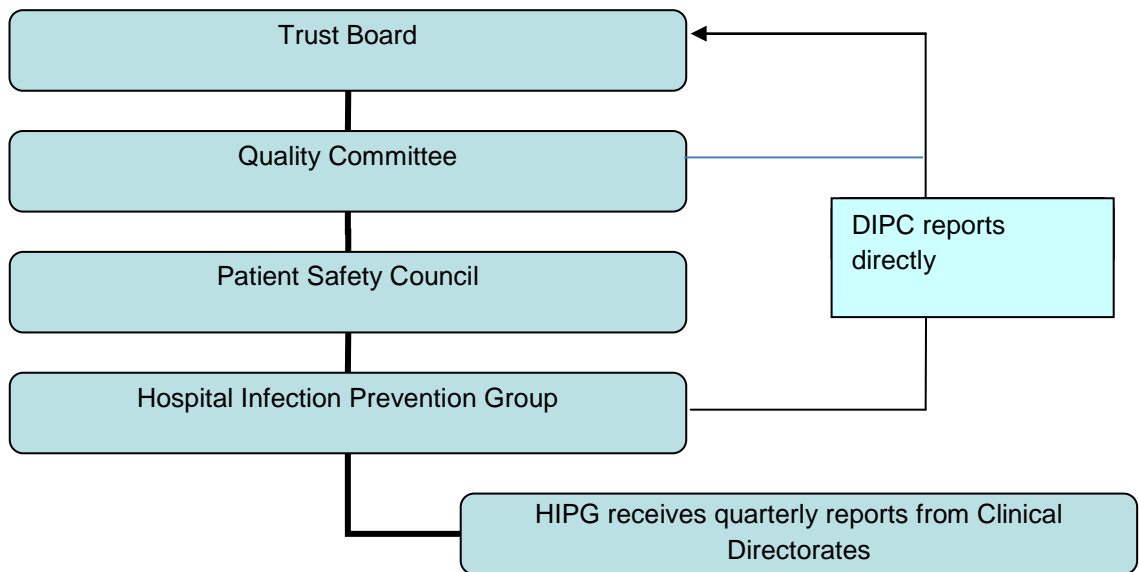 Trust Board
Quality Committee
DIPC reports
directly
Patient Safety Council
Hospital Infection Prevention Group
HIPG receives quarterly reports from Clinical
Directorates